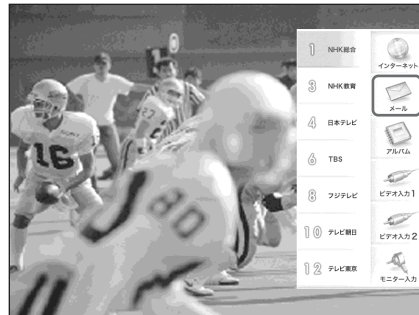 1 NHK総合
3 NHK教育
4 日本テレビ
6 TBS
8 フジテレビ
10 テレビ朝日
12 テレビ東京
インターネット
メール
アルバム
ビデオ入力1
ビデオ入力2
モニター入力
16
27
80